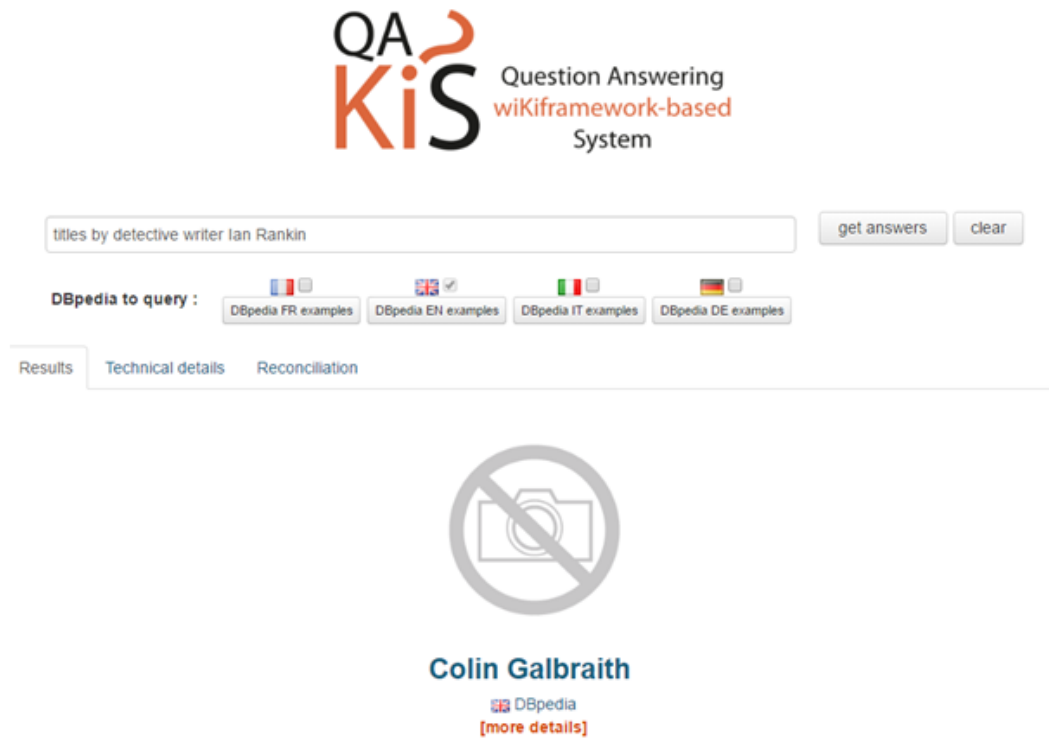 QA
KiS
Question Answering
wiKiframework-based
System
titles by detective writer Ian Rankin
get answers
clear
DBpedia to query :
DBpedia FR examples
DBpedia EN examples
DBpedia IT examples
DBpedia DE examples
Results
Technical details
Reconciliation
Colin Galbraith
DBpedia
[more details]